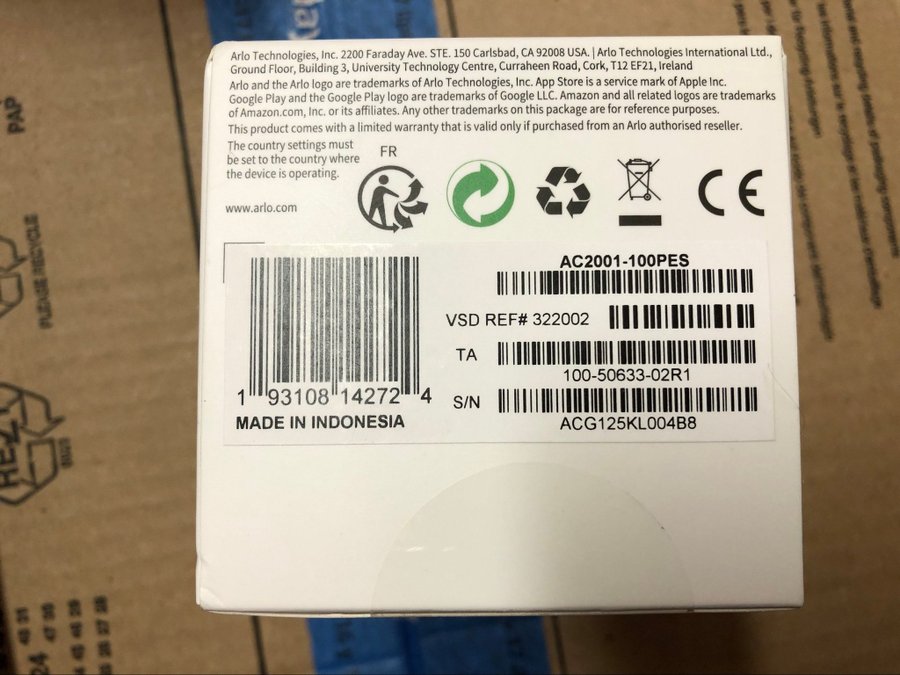 Arlo Technologies, Inc. 2200 Faraday Ave. STE. 150 Carlsbad, CA 92008 USA. | Arlo Technologies International Ltd.,
Ground Floor, Building 3, University Technology Centre, Curraheen Road, Cork, T12 EF21, Ireland
Arlo and the Arlo logo are trademarks of Arlo Technologies, Inc. App Store is a service mark of Apple Inc.
Google Play and the Google Play logo are trademarks of Google LLC. Amazon and all related logos are trademarks
of Amazon.com, Inc. or its affiliates. Any other trademarks on this package are for reference purposes.
This product comes with a limited warranty that is valid only if purchased from an Arlo authorised reseller.
The country settings must
be set to the country where
the device is operating.
FR
www.arlo.com
CE
AC2001-100PES
VSD REF# 322002
TA
100-50633-02R1
S/N
ACG125KL004B8
1 93108 14272 4
MADE IN INDONESIA
PAP
PLEASE RECYCLE